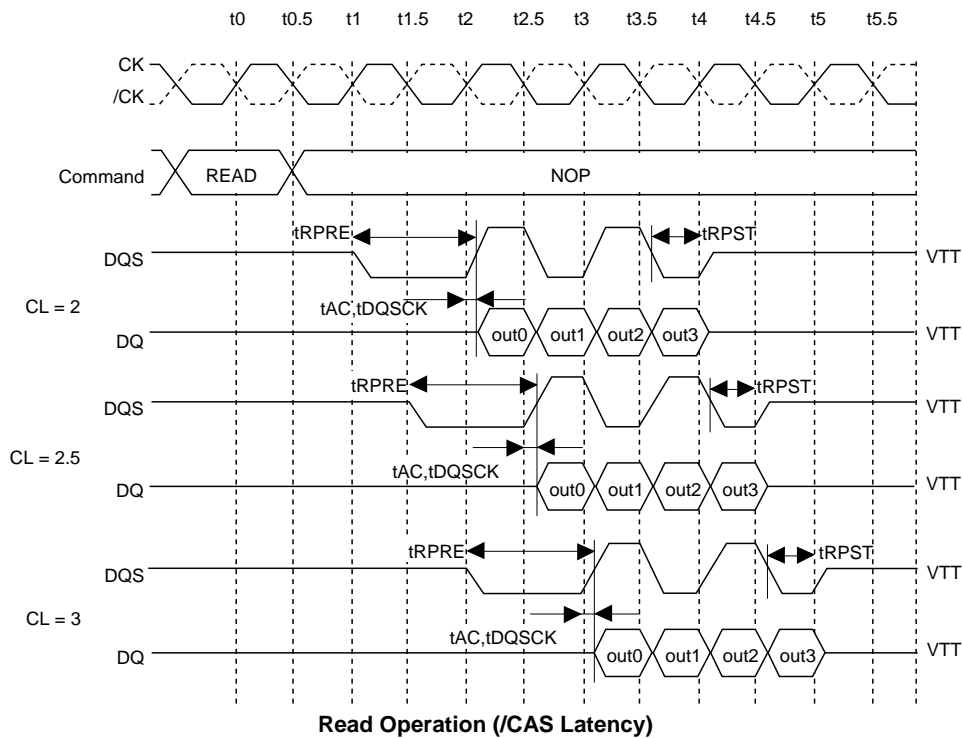 t0 t0.5 t1 t1.5 t2 t2.5 t3 t3.5 t4 t4.5 t5 t5.5
CK
/CK
Command READ NOP
tRPRE tRPST
DQS VTT
CL = 2
tAC,tDQSCK
DQ out0 out1 out2 out3 VTT
tRPRE tRPST
DQS VTT
CL = 2.5
tAC,tDQSCK
DQ out0 out1 out2 out3 VTT
tRPRE tRPST
DQS VTT
CL = 3
tAC,tDQSCK
DQ out0 out1 out2 out3 VTT
Read Operation (/CAS Latency)